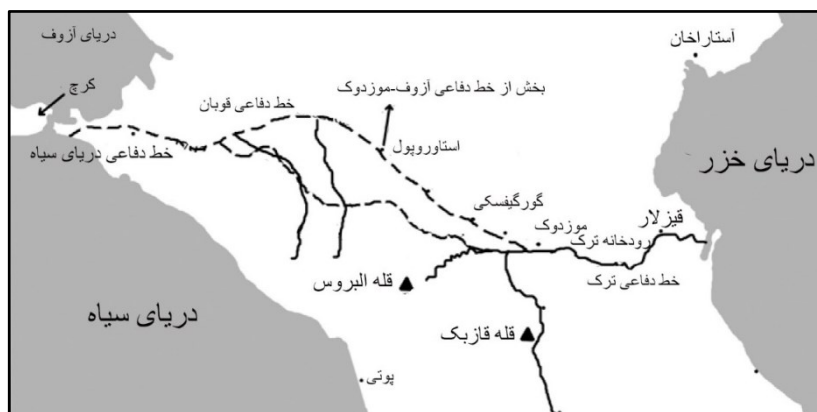 دریای آزوف
آستاراخان
کرچ
بخش از خط دفاعی آزوف-موزدوک
خط دفاعی قوبان
استاوروپول
خط دفاعی دریای سیاه
دریای خزر
گورگیفسکی
قیزلار
موزدوک
رودخانه ترک
خط دفاعی ترک
قله البروس
دریای سیاه
قله قازبک
پوتی